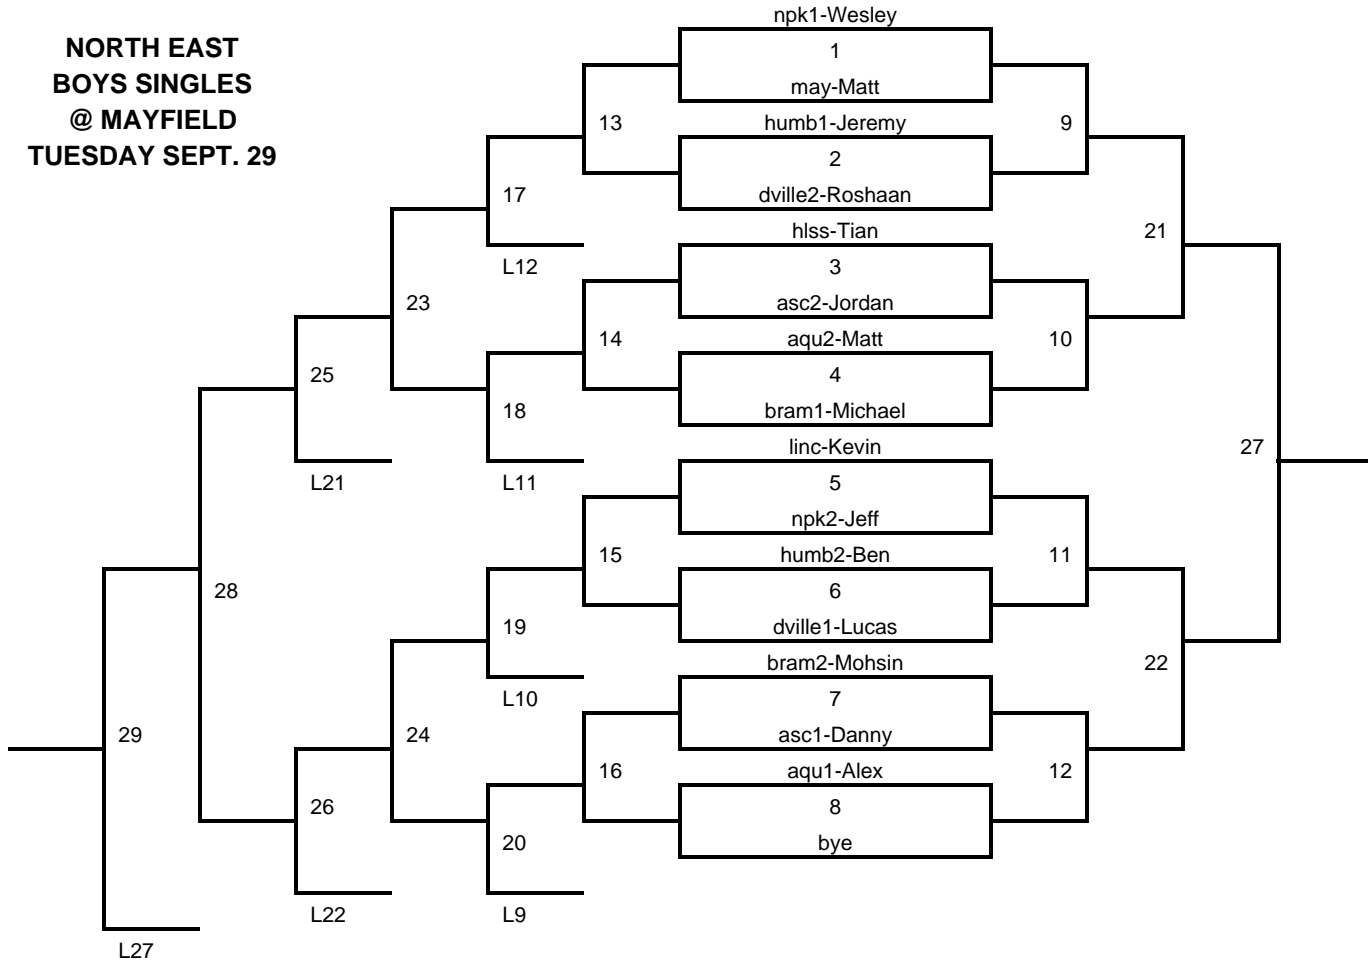 NORTH EAST
BOYS SINGLES
@ MAYFIELD
TUESDAY SEPT. 29
npk1-Wesley
1
may-Matt
13
humb1-Jeremy
9
2
17
dville2-Roshaan
hlss-Tian
21
L12
3
23
asc2-Jordan
14
aqu2-Matt
10
25
4
18
bram1-Michael
linc-Kevin
27
L21
L11
5
npk2-Jeff
15
humb2-Ben
11
28
6
19
dville1-Lucas
bram2-Mohsin
22
L10
7
29
24
asc1-Danny
16
aqu1-Alex
12
26
8
20
bye
L22
L9
L27